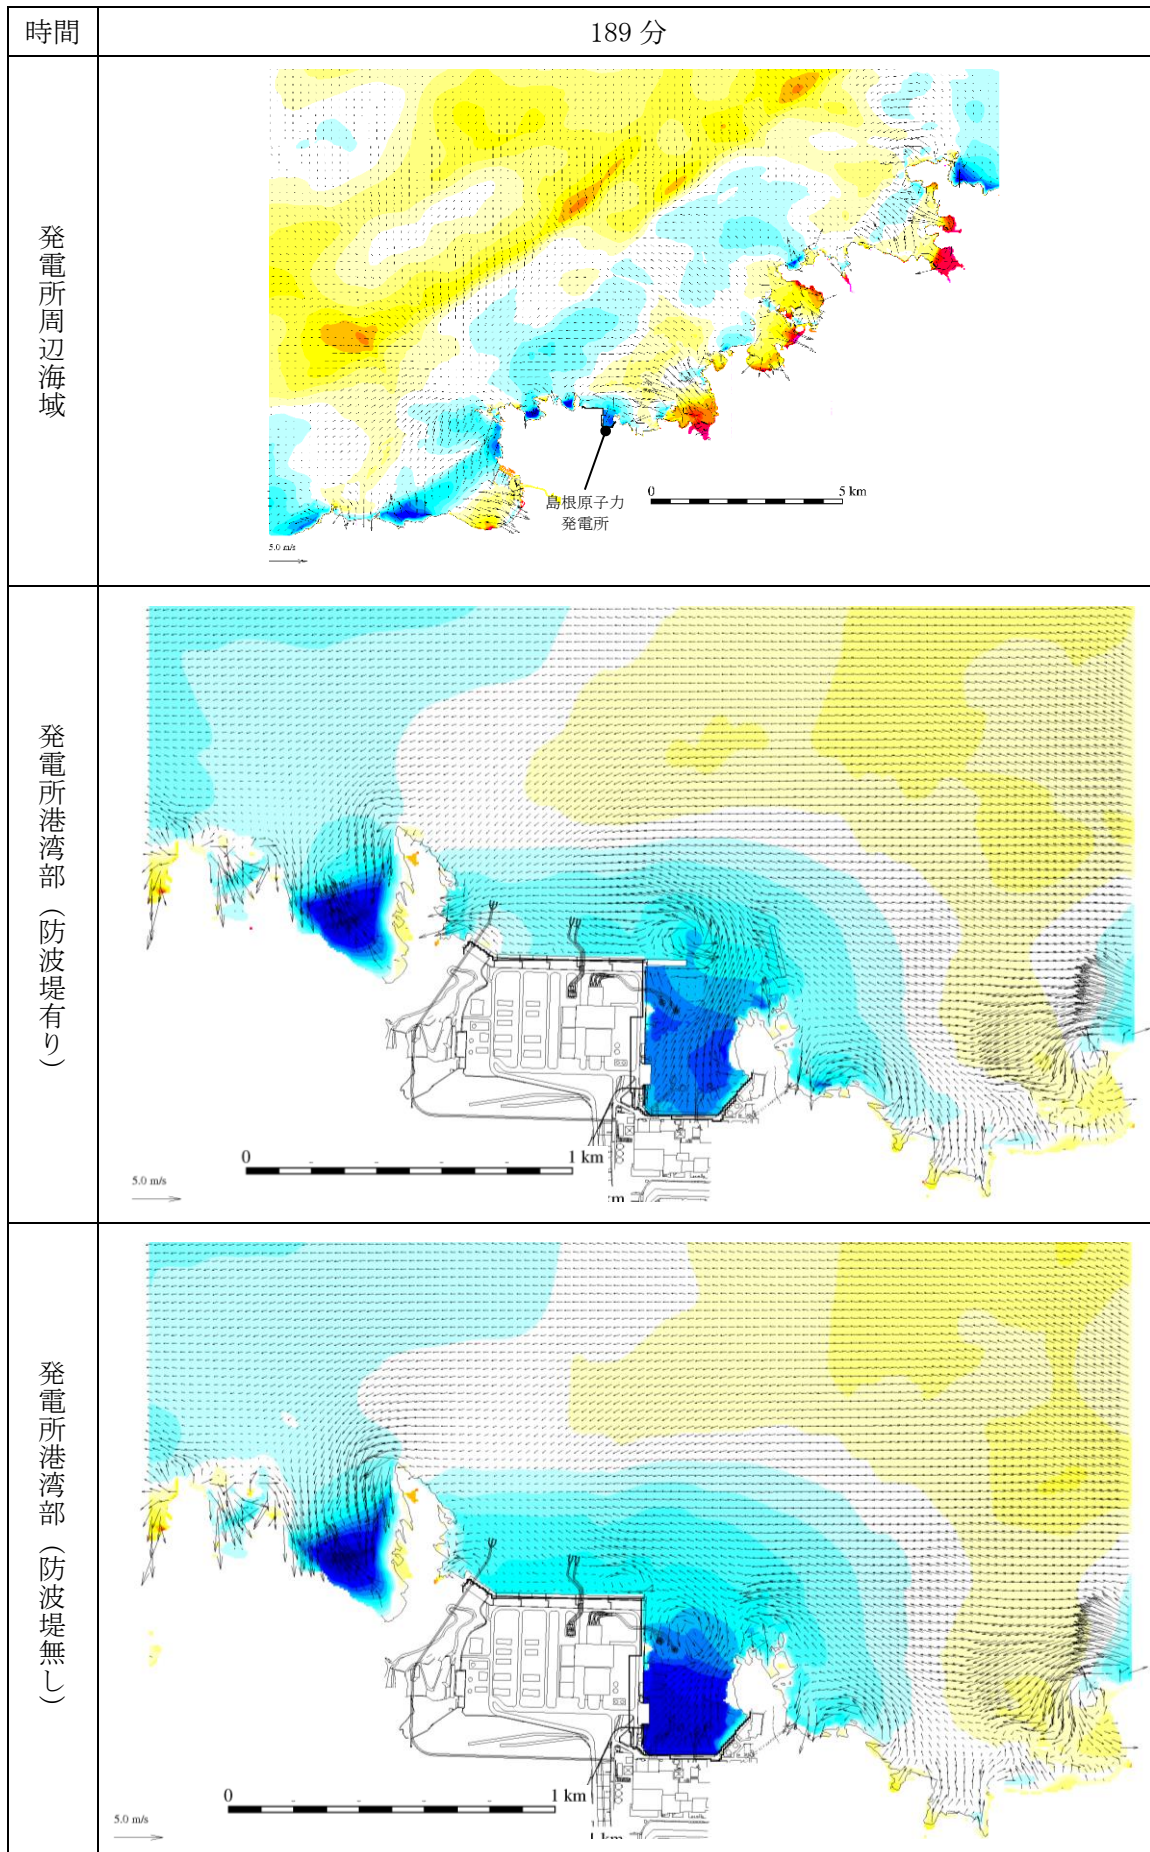 時間
189 分
発電所周辺海域
島根原子力
発電所
0
5 km
5.0 m/s
発電所港湾部（防波堤有り）
0
1 km
5.0 m/s
発電所港湾部（防波堤無し）
0
1 km
5.0 m/s
1 km